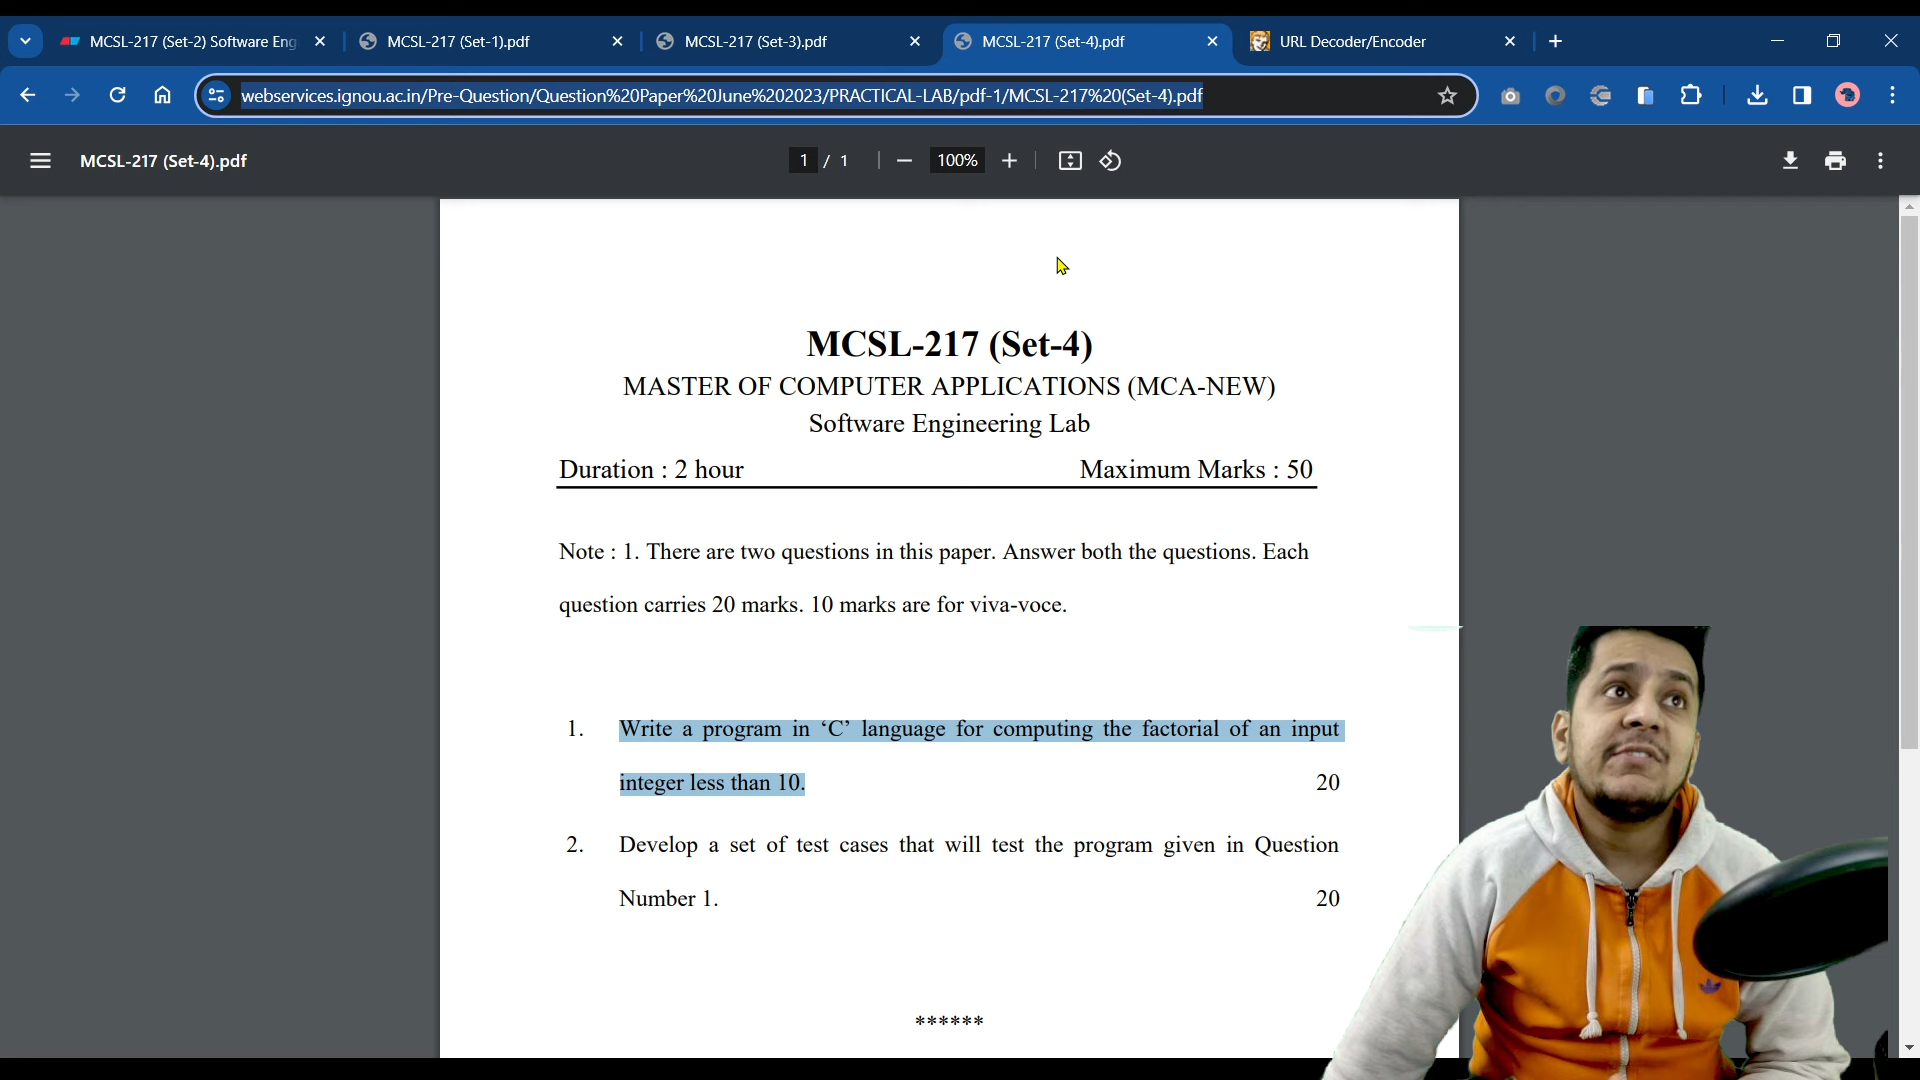 MCSL-217 (Set-2) Software Eng
MCSL-217 (Set-1).pdf
MCSL-217 (Set-3).pdf
MCSL-217 (Set-4).pdf
URL Decoder/Encoder
webservices.ignou.ac.in/Pre-Question/Question%20Paper%20June%202023/PRACTICAL-LAB/pdf-1/MCSL-217%20(Set-4).pdf
MCSL-217 (Set-4).pdf
1 / 1
100%
MCSL-217 (Set-4)
MASTER OF COMPUTER APPLICATIONS (MCA-NEW)
Software Engineering Lab
Duration : 2 hour Maximum Marks : 50
Note : 1. There are two questions in this paper. Answer both the questions. Each
question carries 20 marks. 10 marks are for viva-voce.
1. Write a program in ‘C’ language for computing the factorial of an input
integer less than 10. 20
2. Develop a set of test cases that will test the program given in Question
Number 1. 20
******